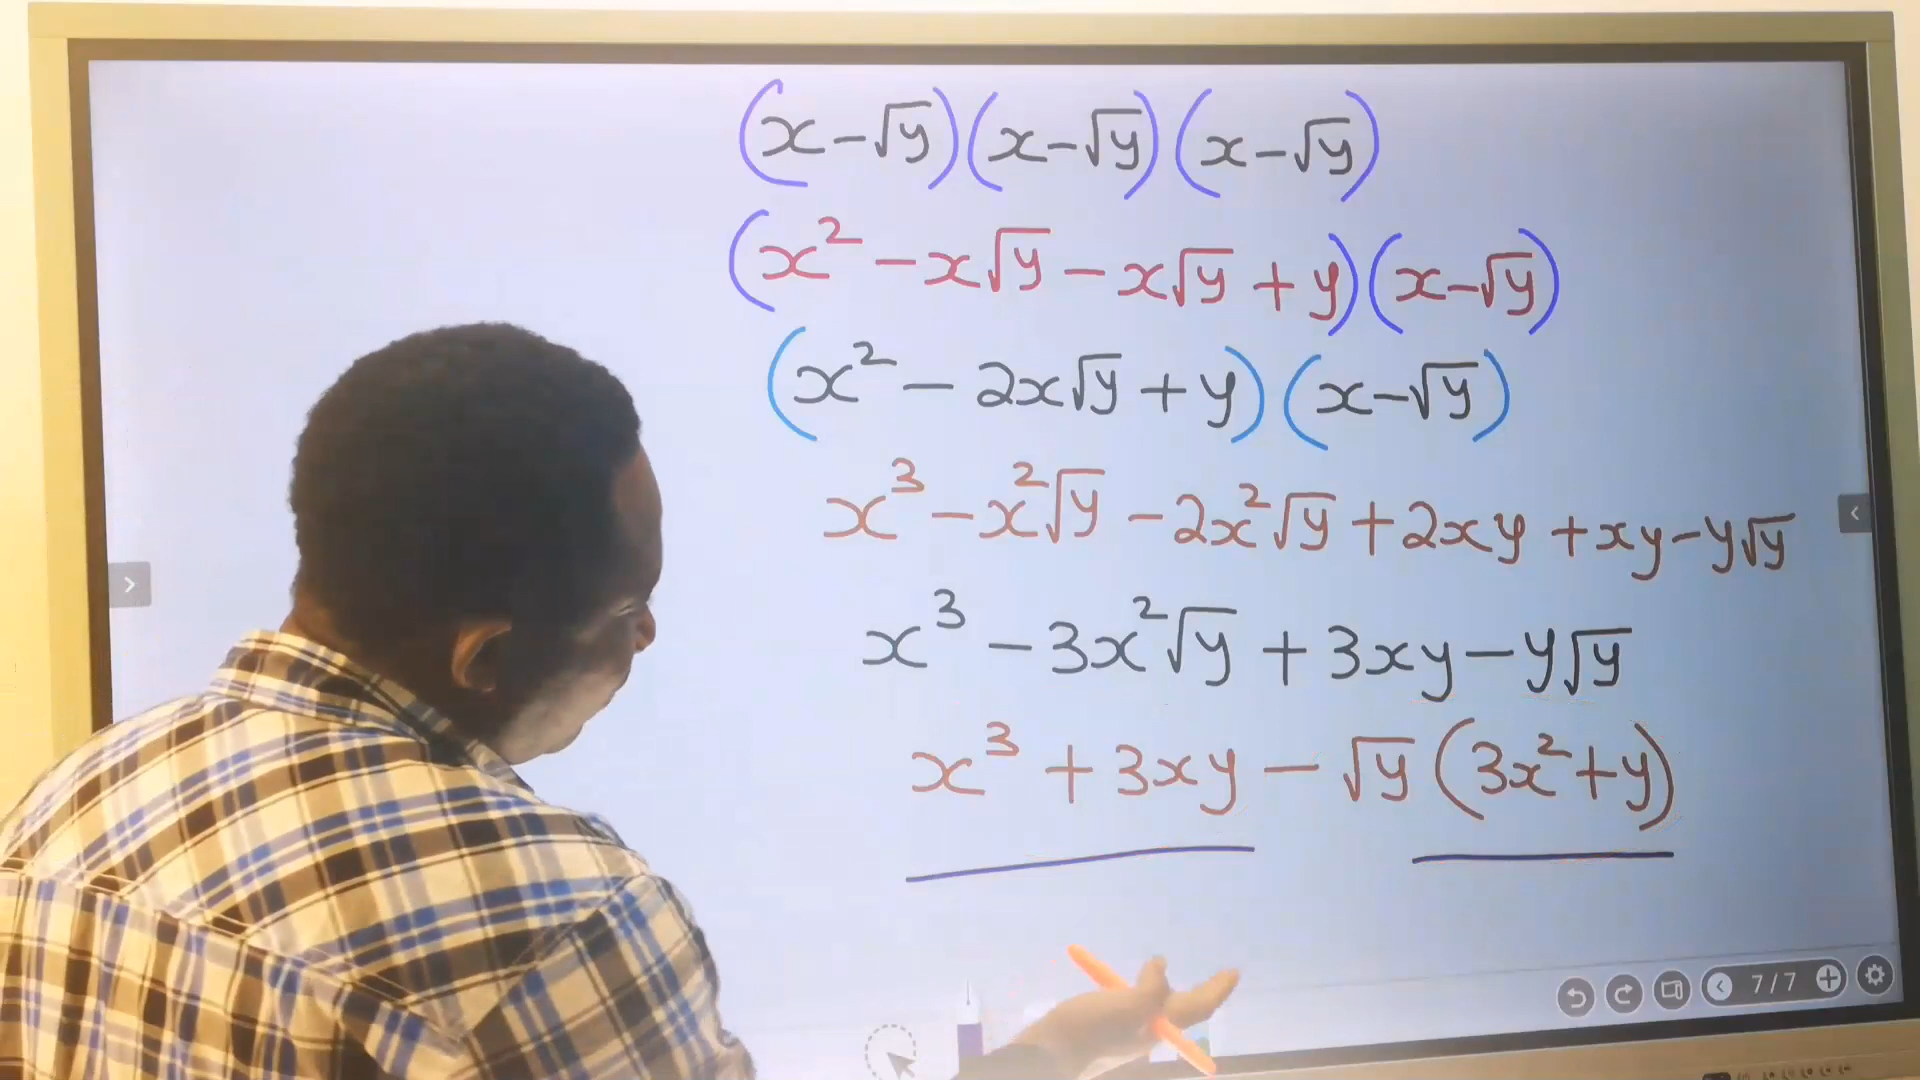 (x-√y)(x-√y)(x-√y)
(x² - x√y - x√y + y)(x-√y)
(x² - 2x√y + y)(x-√y)
x³ - x²√y - 2x²√y + 2xy + xy - y√y
x³ - 3x²√y + 3xy - y√y
x³ + 3xy - √y(3x²+y)
7/7